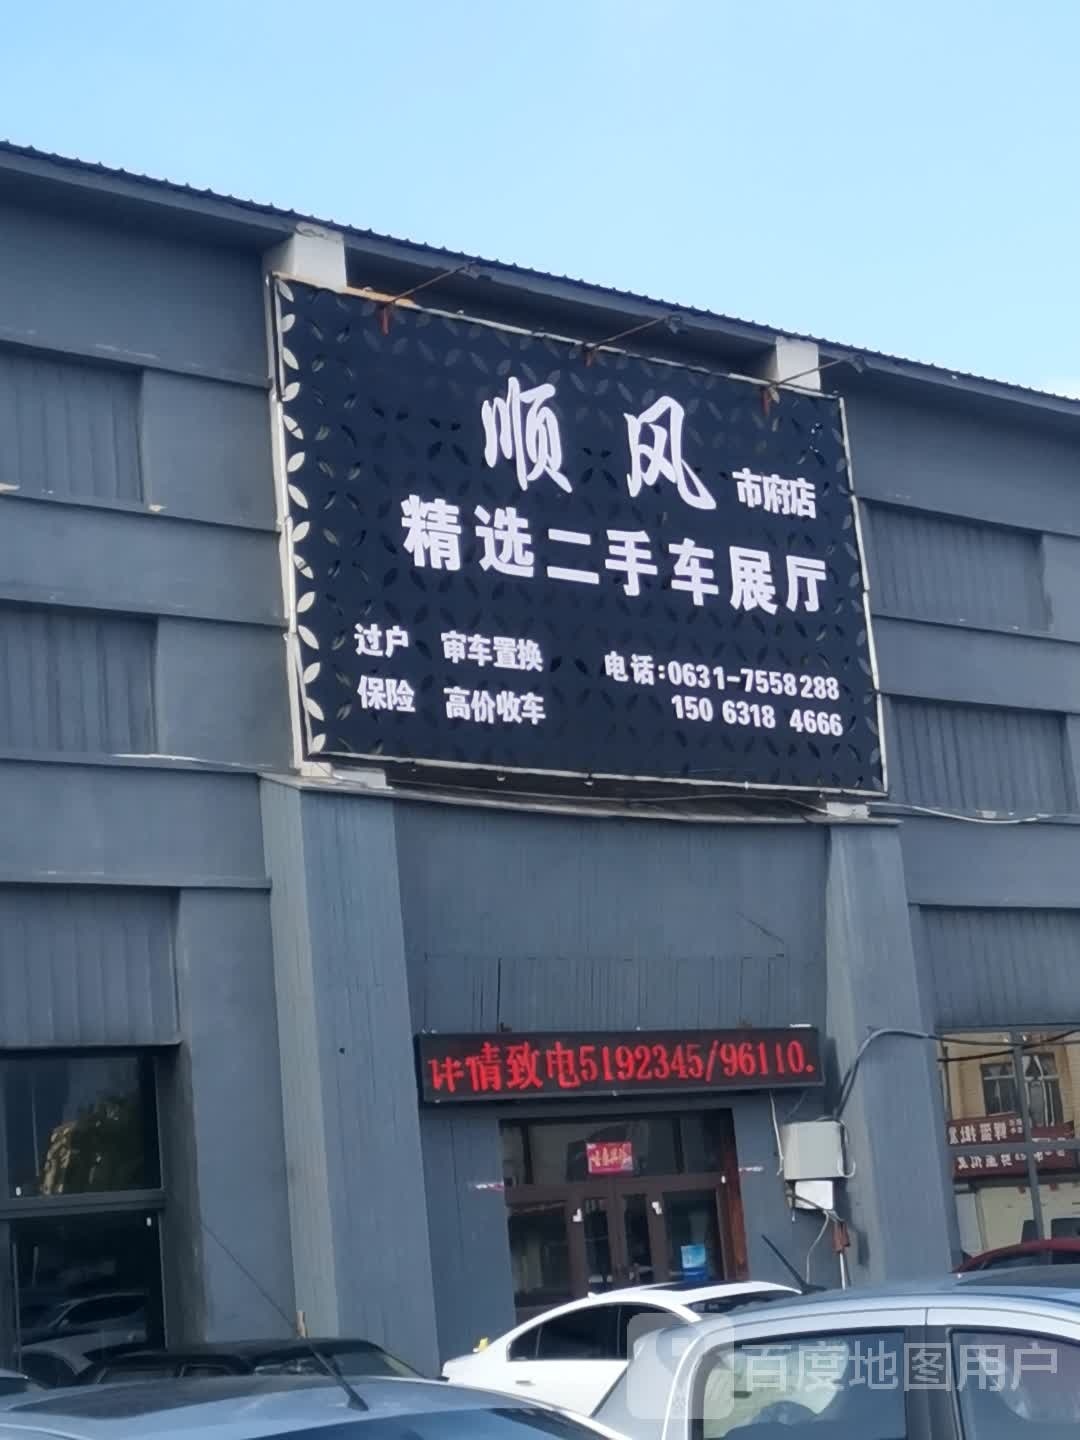 顺风 市府店
精选二手车展厅
过户 审车置换
保险 高价收车
电话:0631-7558288
150 6318 4666
详情致电5192345/96110.
百度地图用户